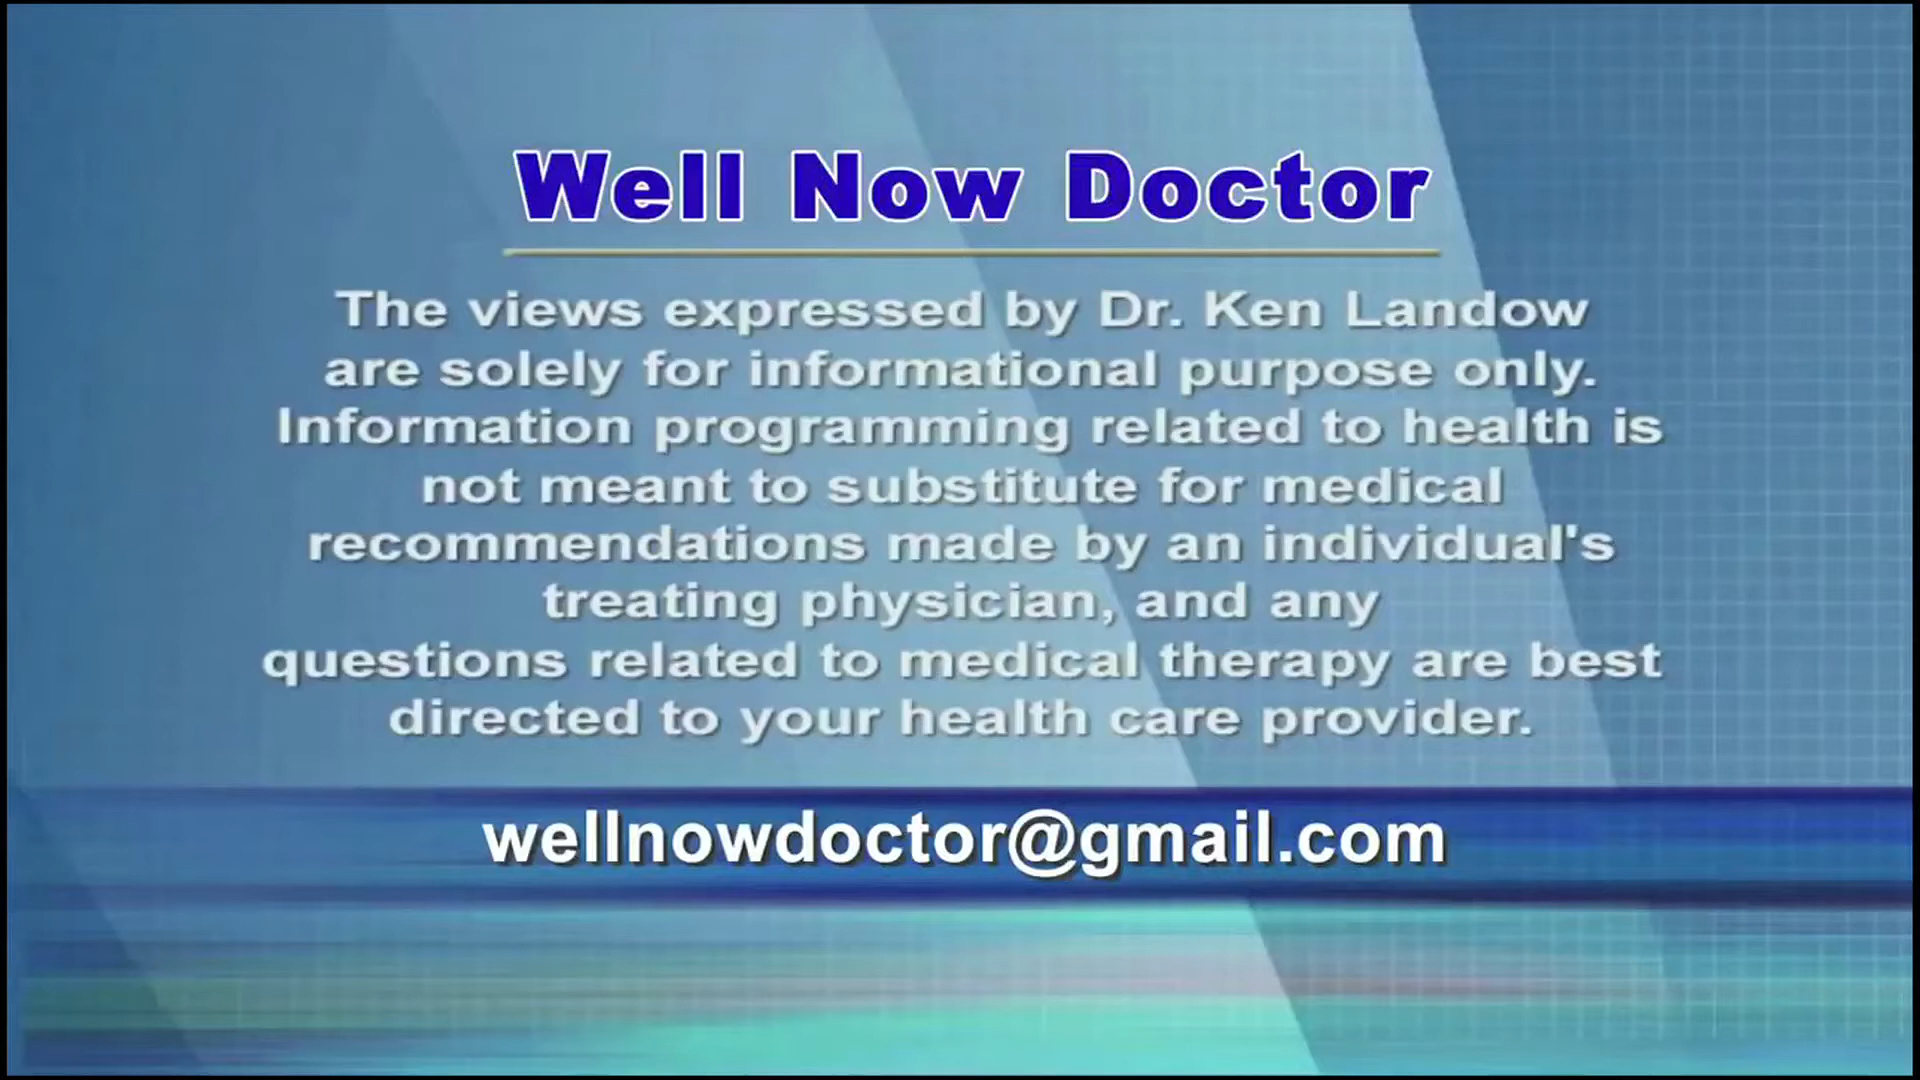 Well Now Doctor
The views expressed by Dr. Ken Landow
are solely for informational purpose only.
Information programming related to health is
not meant to substitute for medical
recommendations made by an individual's
treating physician, and any
questions related to medical therapy are best
directed to your health care provider.
wellnowdoctor@gmail.com